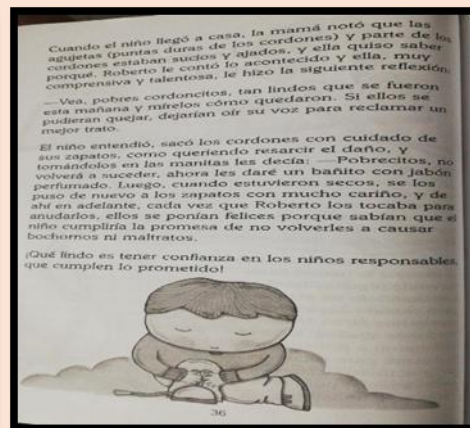 Cuando el niño llegó a casa, la mamá notó que las
agujetas (puntas duras de los cordones) y parte de los
cordones estaban sucios y ajados, y ella quiso saber
porqué. Roberto le contó lo acontecido y ella, muy
comprensiva y talentosa, le hizo la siguiente reflexión:
—Vea, pobres cordoncitos, tan lindos que se fueron
esta mañana y mírelos cómo quedaron. Si ellos se
pudieran quejar, dejarían oír su voz para reclamar un
mejor trato.
El niño entendió, sacó los cordones con cuidado de
sus zapatos, como queriendo resarcir el daño, y
tomándolos en las manitas les decía: —Pobrecitos, no
volverá a suceder, ahora les daré un bañito con jabón
perfumado. Luego, cuando estuvieron secos, se los
puso de nuevo a los zapatos con mucho cariño, y de
ahí en adelante, cada vez que Roberto los tocaba para
anudarlos, ellos se ponían felices porque sabían que el
niño cumpliría la promesa de no volverles a causar
bochornos ni maltratos.
¡Qué lindo es tener confianza en los niños responsables,
que cumplen lo prometido!
36